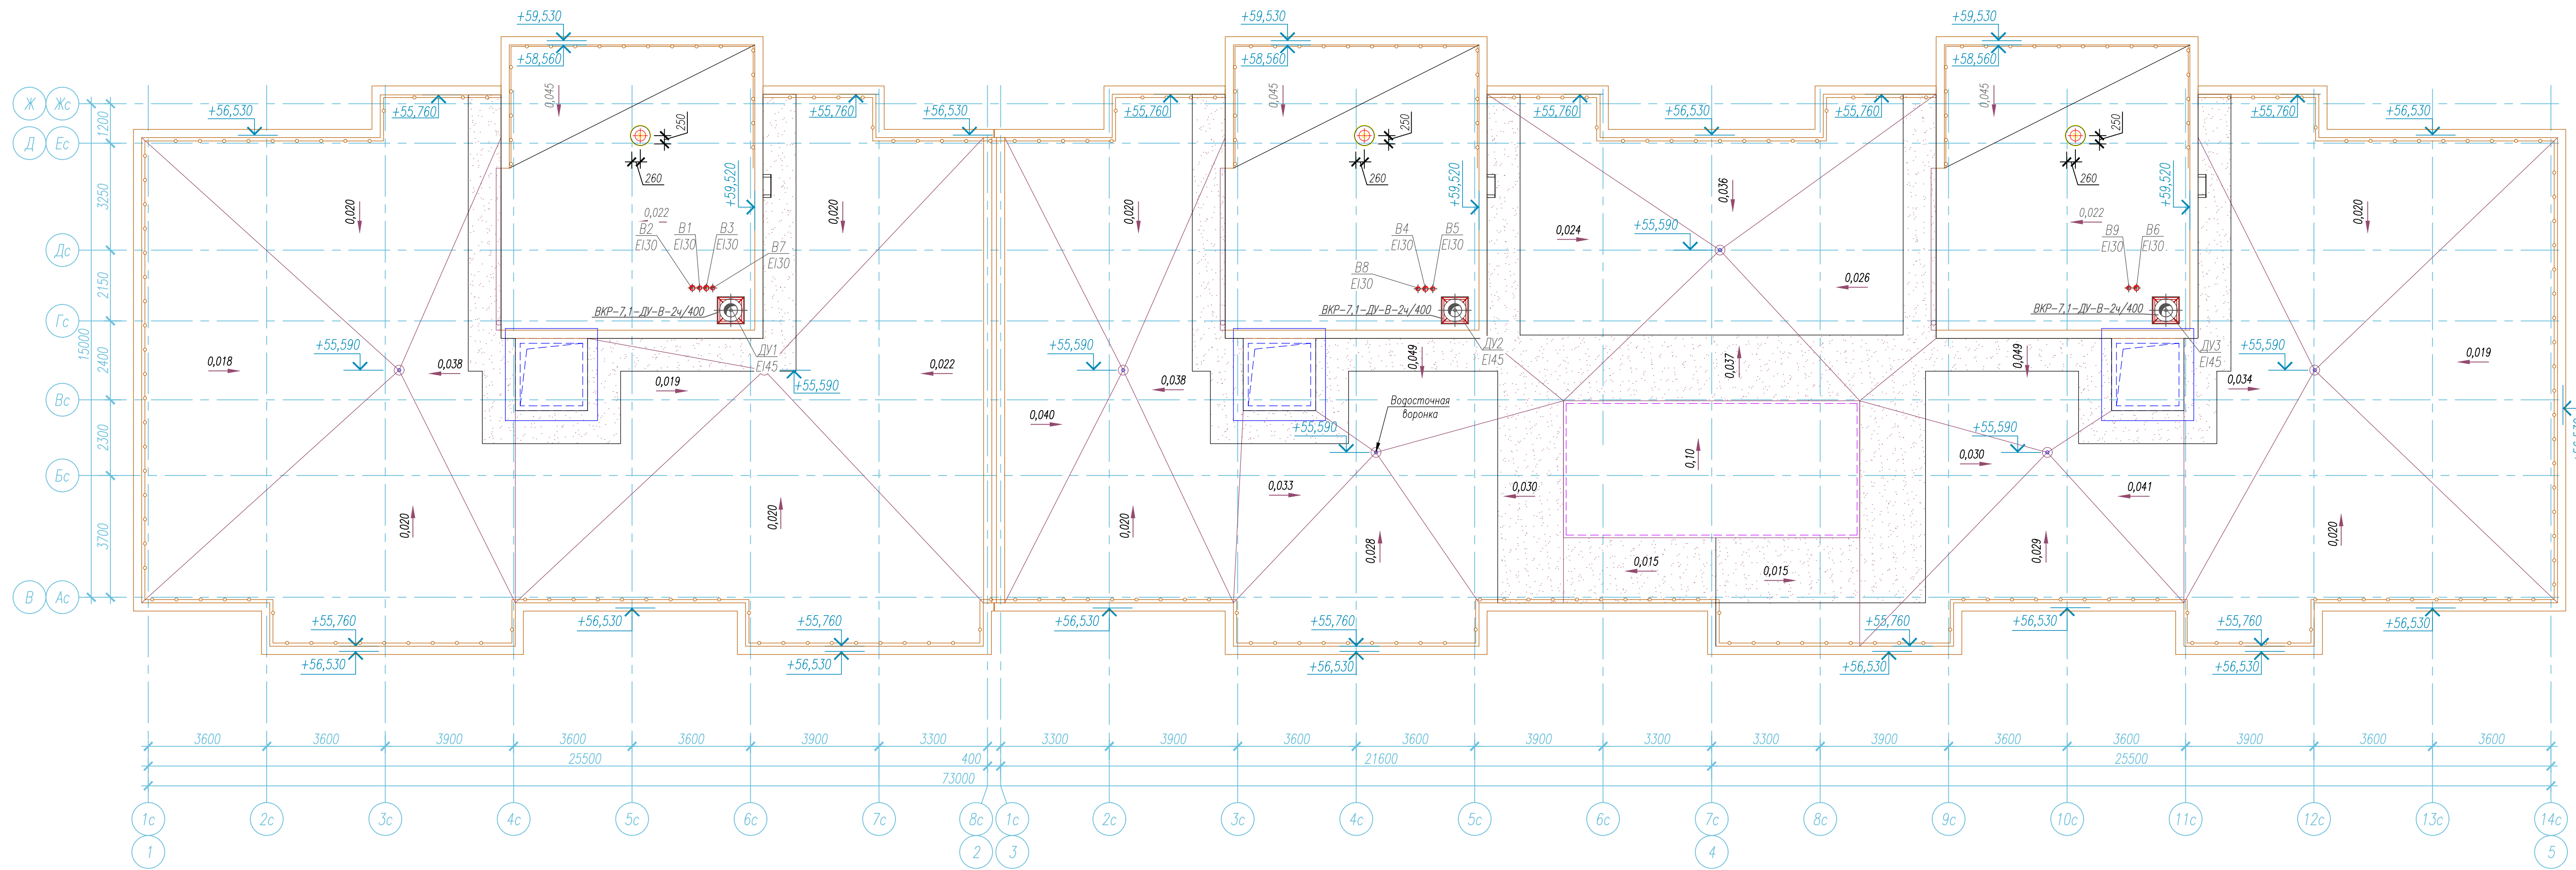 +59,530
+59,530
+59,530
+58,560
+58,560
+58,560
0,045
0,045
0,045
Ж
Жс
+56,530
+55,760
+55,760
+56,530
+55,760
+55,760
+56,530
+55,760
+55,760
+56,530
1200
250
250
250
Д
Ес
260
260
260
3250
0,020
+59,520
0,020
0,020
+59,520
0,036
+59,520
0,020
0,022
0,022
В2
EI30
В1
EI30
В3
EI30
В7
EI30
В4
EI30
В5
EI30
0,024
+55,590
В9
EI30
В6
EI30
Дс
2150
В8
EI30
0,026
ВКР-7,1-ДУ-В-2ч/400
ВКР-7,1-ДУ-В-2ч/400
ВКР-7,1-ДУ-В-2ч/400
Гс
15000
2400
+55,590
ДУ1
EI45
+55,590
ДУ2
EI45
0,049
0,037
0,049
ДУ3
EI45
+55,590
0,018
0,038
0,019
+55,590
0,022
0,038
0,034
0,019
Вс
Водосточная
воронка
0,040
+55,590
+55,590
+56,530
2300
0,10
0,030
0,041
Бс
0,033
0,030
3700
0,020
0,020
0,020
0,028
0,029
0,020
0,015
0,015
В
Ас
+55,760
+56,530
+55,760
+56,530
+55,760
+55,760
+56,530
+55,760
+56,530
+56,530
+56,530
+56,530
+56,530
+56,530
3600
3600
3900
3600
3600
3900
3300
3300
3900
3600
3600
3900
3300
3300
3900
3600
3600
3900
3600
3600
25500
400
21600
25500
73000
1с
2с
3с
4с
5с
6с
7с
8с
1с
2с
3с
4с
5с
6с
7с
8с
9с
10с
11с
12с
13с
14с
1
2
3
4
5